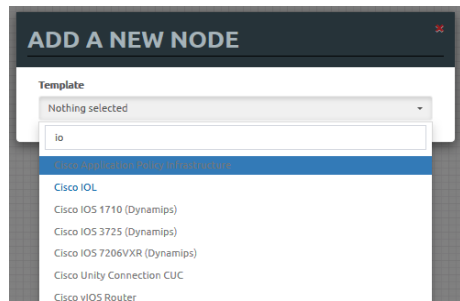 ADD A NEW NODE
Template
Nothing selected
io
Cisco Application Policy Infrastructure
Cisco IOL
Cisco IOS 1710 (Dynamips)
Cisco IOS 3725 (Dynamips)
Cisco IOS 7206VXR (Dynamips)
Cisco Unity Connection CUC
Cisco vIOS Router